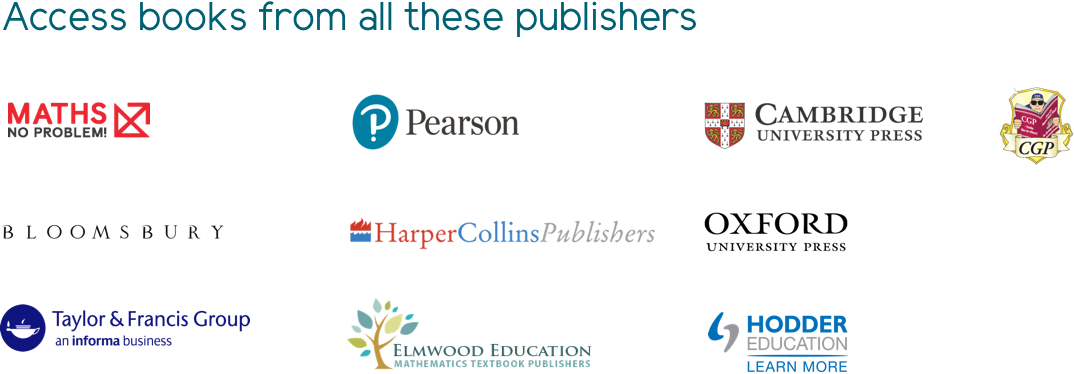 Access books from all these publishers
MATHS
NO PROBLEM!
Pearson
CAMBRIDGE
UNIVERSITY PRESS
CGP
CGP
BLOOMSBURY
HarperCollinsPublishers
OXFORD
UNIVERSITY PRESS
Taylor & Francis Group
an informa business
ELMWOOD EDUCATION
MATHEMATICS TEXTBOOK PUBLISHERS
HODDER
EDUCATION
LEARN MORE